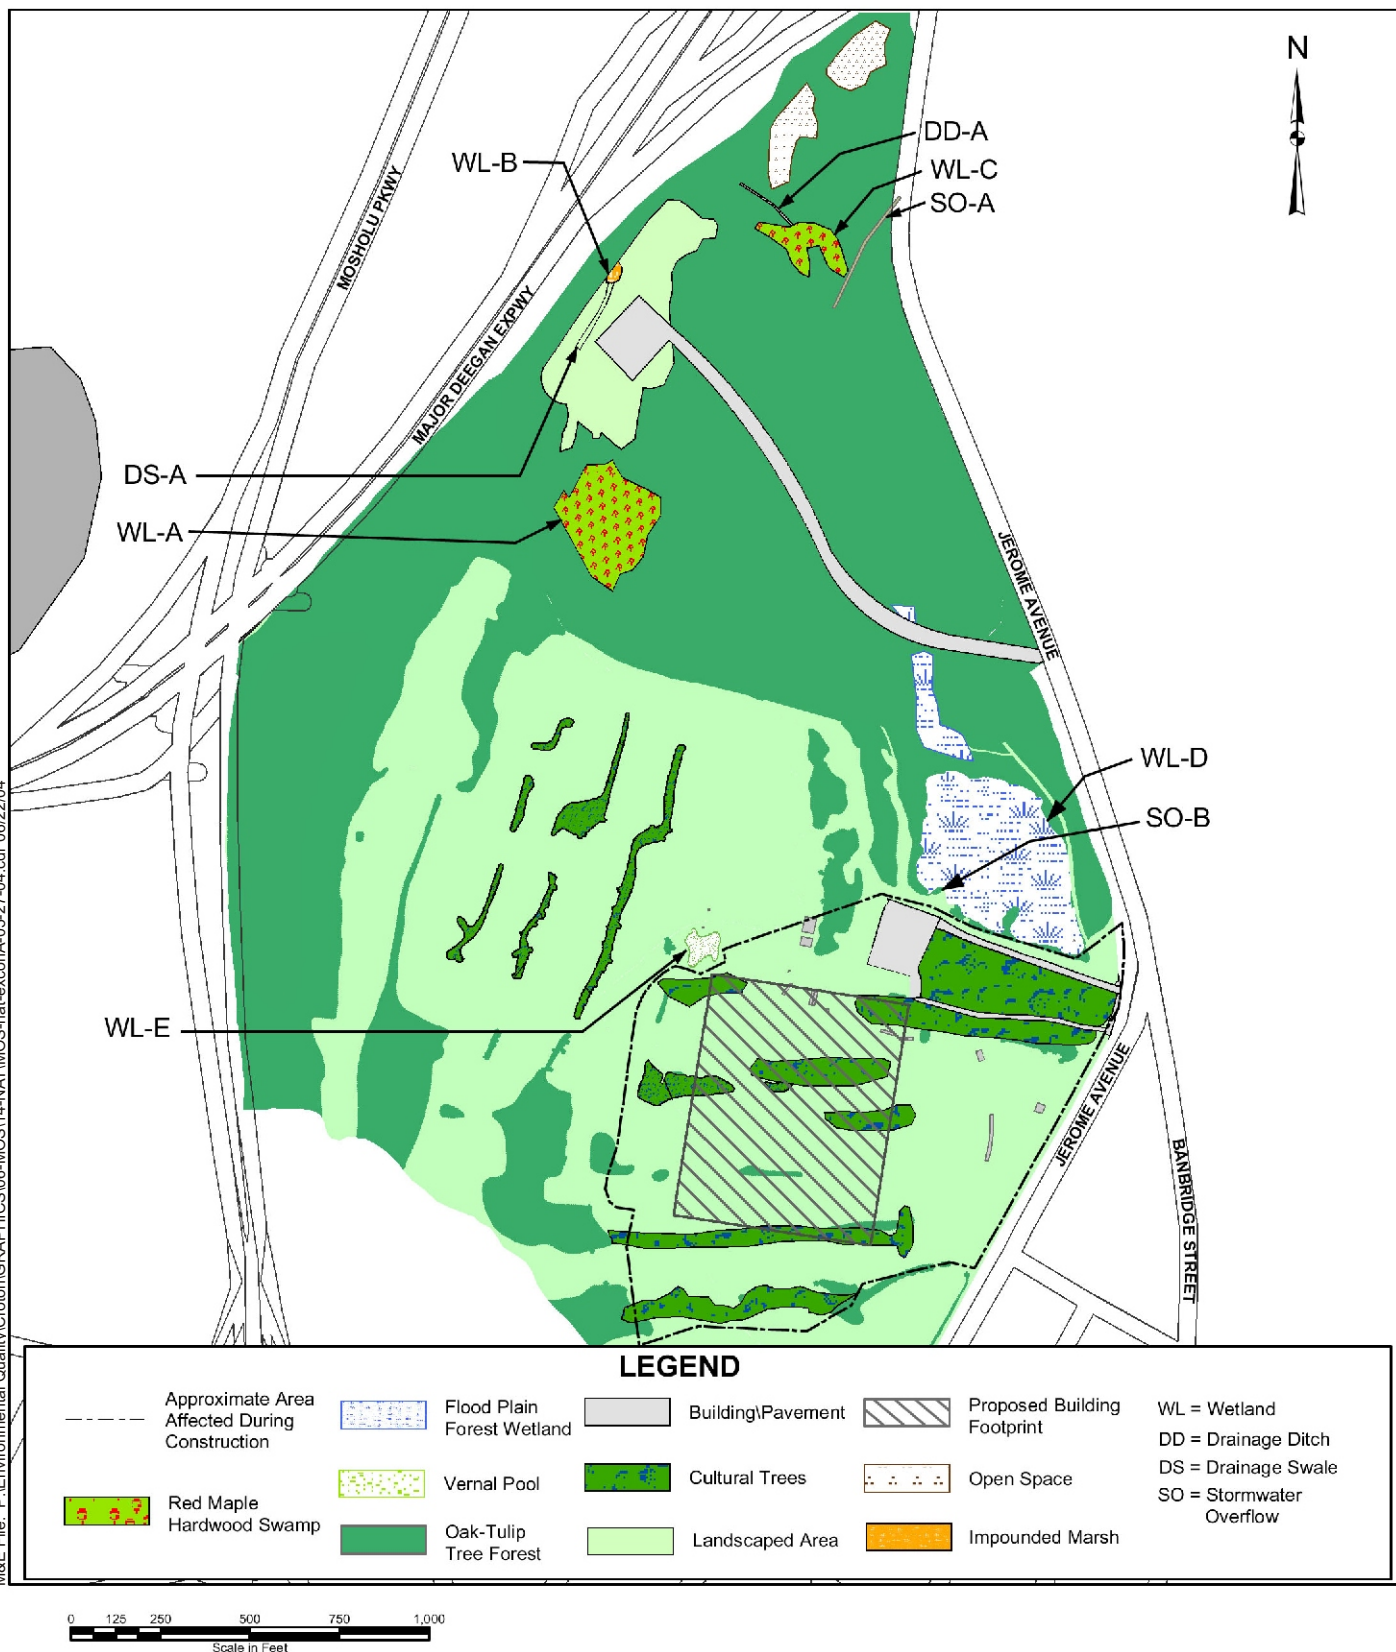 N
DD-A
WL-B
WL-C
SO-A
MOSHOLU PKWY
MAJOR DEEGAN EXPWY
DS-A
WL-A
JEROME AVENUE
WL-D
SO-B
WL-E
JEROME AVENUE
BANBRIDGE STREET
LEGEND
Approximate Area
Affected During
Construction
Red Maple
Hardwood Swamp
Flood Plain
Forest Wetland
Vernal Pool
Oak-Tulip
Tree Forest
Building\Pavement
Cultural Trees
Landscaped Area
Proposed Building
Footprint
Open Space
Impounded Marsh
WL = Wetland
DD = Drainage Ditch
DS = Drainage Swale
SO = Stormwater
Overflow
0 125 250 500 750 1,000
Scale in Feet